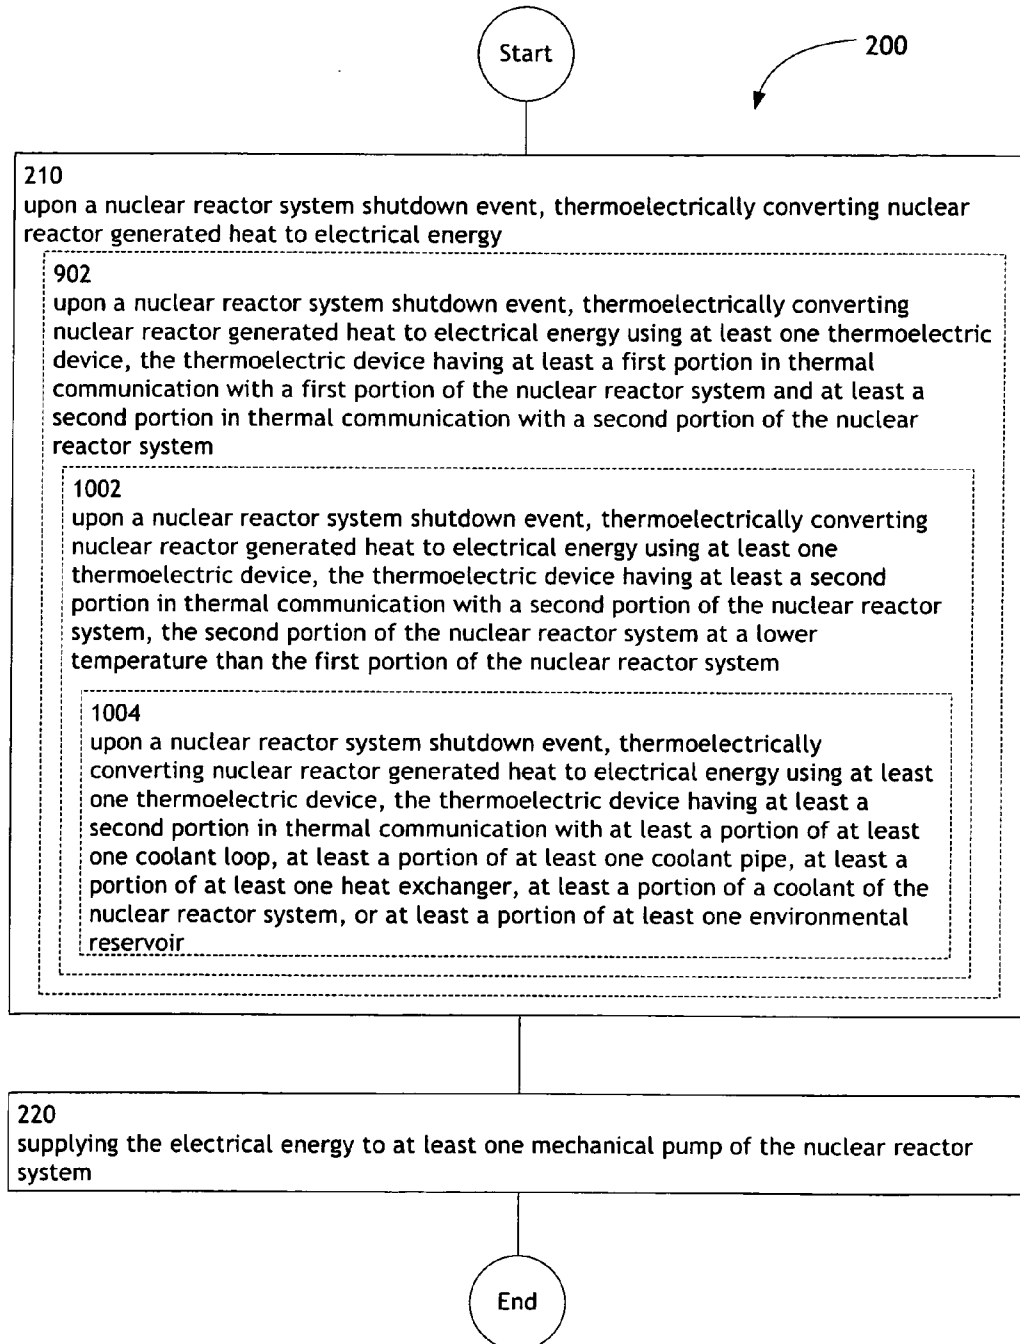 Start
200
210
upon a nuclear reactor system shutdown event, thermoelectrically converting nuclear
reactor generated heat to electrical energy
902
upon a nuclear reactor system shutdown event, thermoelectrically converting
nuclear reactor generated heat to electrical energy using at least one thermoelectric
device, the thermoelectric device having at least a first portion in thermal
communication with a first portion of the nuclear reactor system and at least a
second portion in thermal communication with a second portion of the nuclear
reactor system
1002
upon a nuclear reactor system shutdown event, thermoelectrically converting
nuclear reactor generated heat to electrical energy using at least one
thermoelectric device, the thermoelectric device having at least a second
portion in thermal communication with a second portion of the nuclear reactor
system, the second portion of the nuclear reactor system at a lower
temperature than the first portion of the nuclear reactor system
1004
upon a nuclear reactor system shutdown event, thermoelectrically
converting nuclear reactor generated heat to electrical energy using at least
one thermoelectric device, the thermoelectric device having at least a
second portion in thermal communication with at least a portion of at least
one coolant loop, at least a portion of at least one coolant pipe, at least a
portion of at least one heat exchanger, at least a portion of a coolant of the
nuclear reactor system, or at least a portion of at least one environmental
reservoir
220
supplying the electrical energy to at least one mechanical pump of the nuclear reactor
system
End